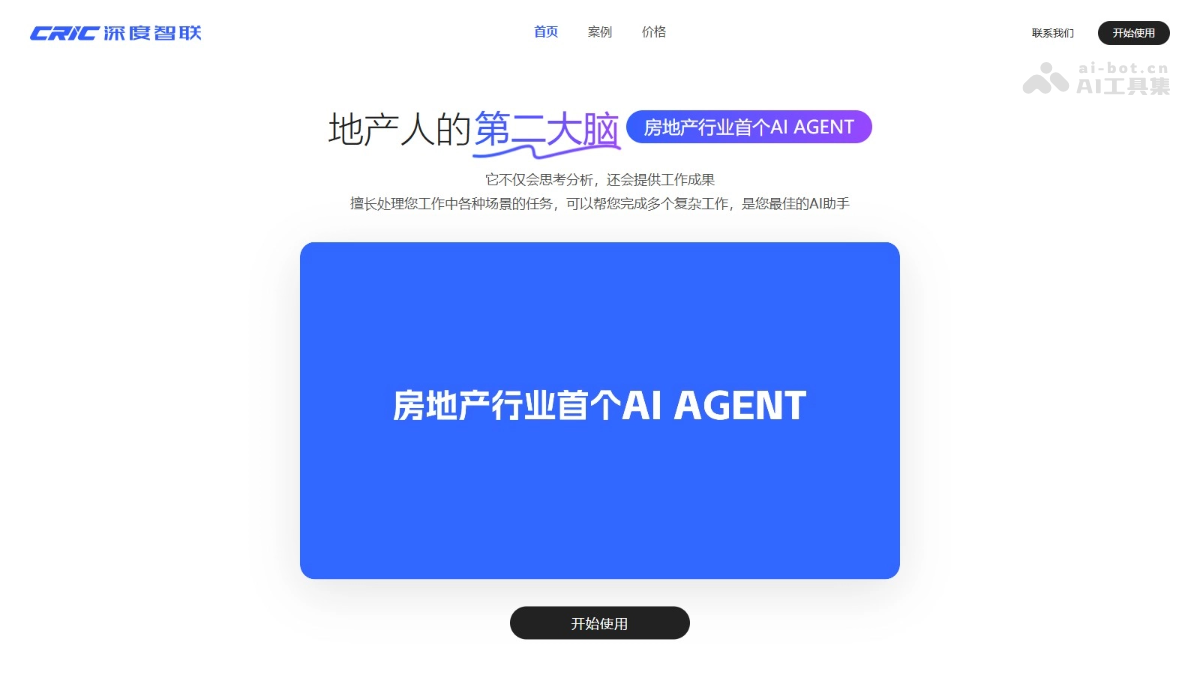 CRIC深度智联
首页 案例 价格
联系我们 开始使用
ai-bot.cn
AI工具集
地产人的第二大脑 房地产行业首个AI AGENT
它不仅会思考分析，还会提供工作成果
擅长处理您工作中各种场景的任务，可以帮您完成多个复杂工作，是您最佳的AI助手
房地产行业首个AI AGENT
开始使用